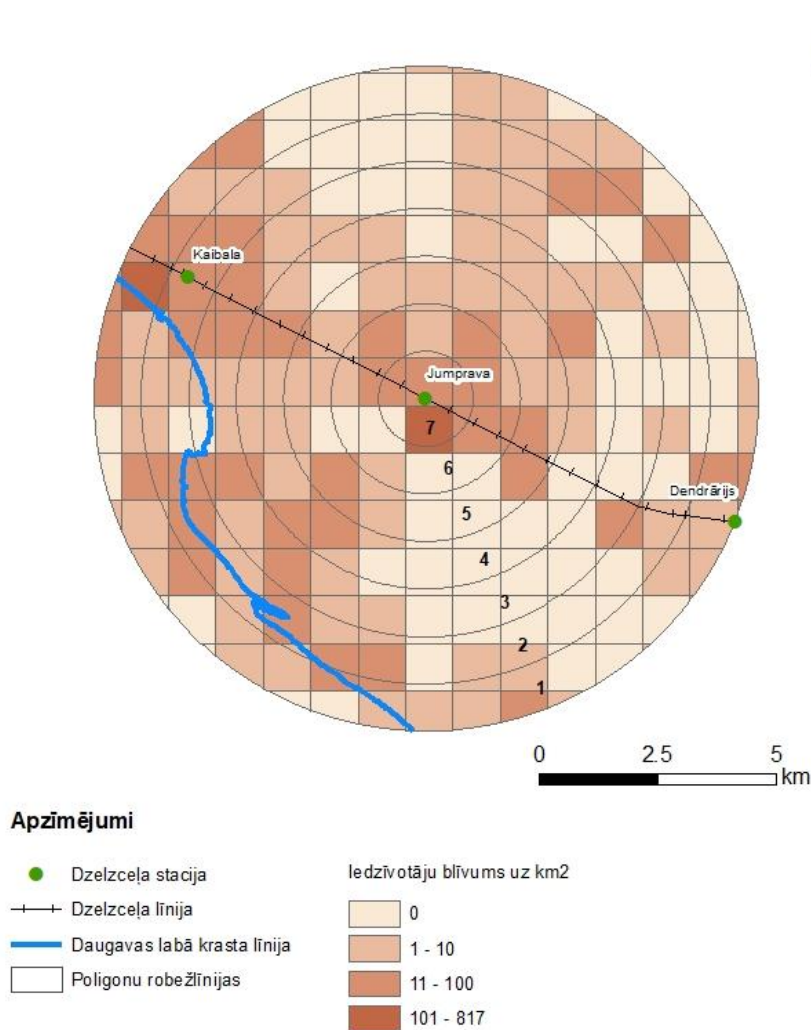 Kaibala
Jumprava
7
6
Dendrārijs
5
4
3
2
1
0 2.5 5
km
Apzīmējumi
Dzelzceļa stacija
Dzelzceļa līnija
Daugavas labā krasta līnija
Poligonu robežlīnijas
Iedzīvotāju blīvums uz km2
0
1 - 10
11 - 100
101 - 817